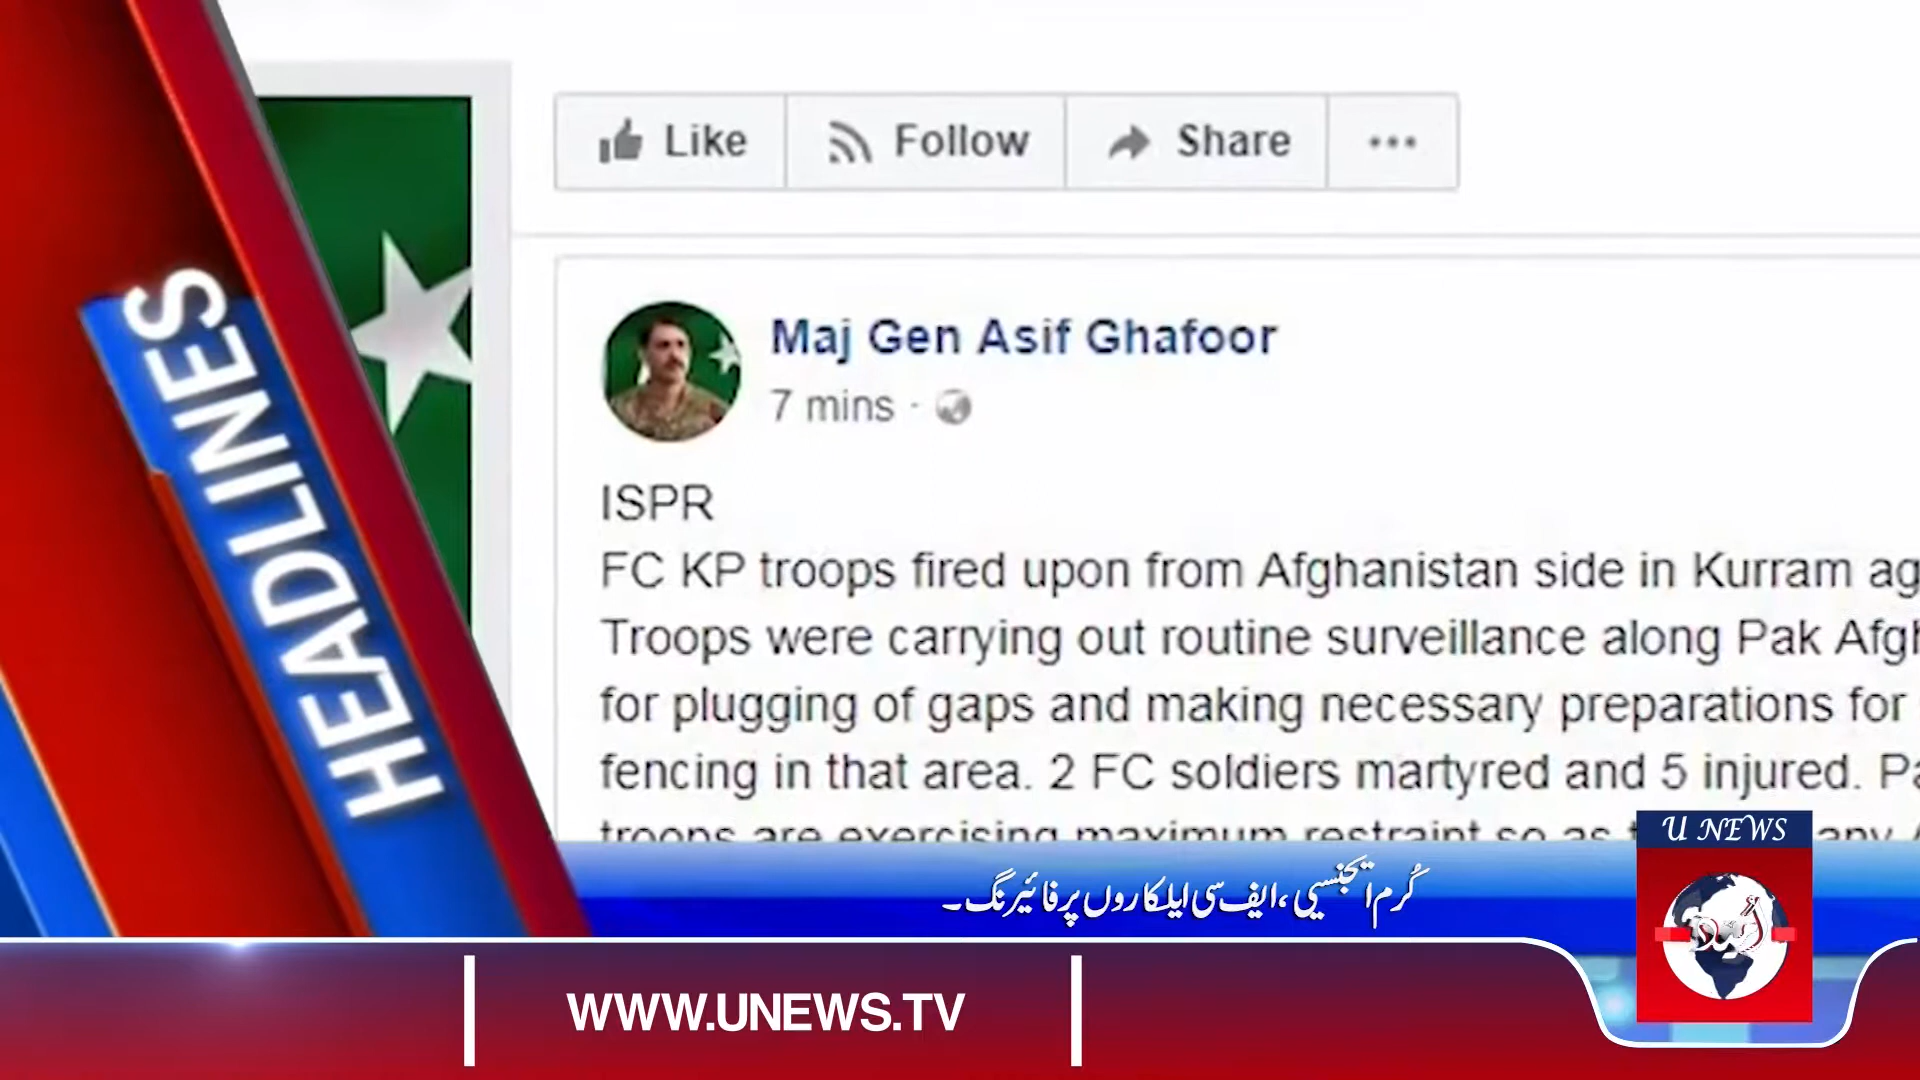 HEADLINES
Like Follow Share
Maj Gen Asif Ghafoor
7 mins
ISPR
FC KP troops fired upon from Afghanistan side in Kurram ag
Troops were carrying out routine surveillance along Pak Afgh
for plugging of gaps and making necessary preparations for
fencing in that area. 2 FC soldiers martyred and 5 injured. Pa
troops are exercising maximum restraint so as any
U NEWS
کُرم ایجنسی، ایف سی اہلکاروں پر فائیرنگ۔
WWW.UNEWS.TV